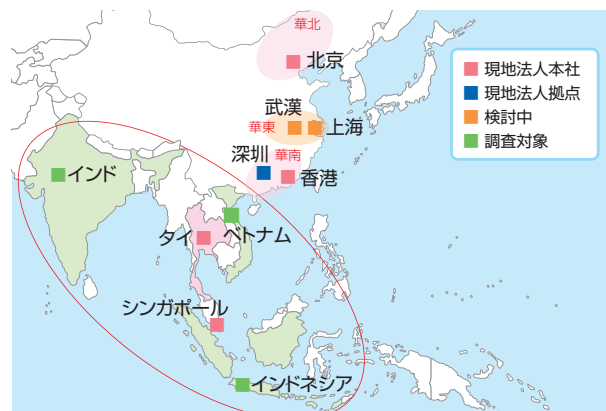 華北
北京
現地法人本社
現地法人拠点
検討中
調査対象
武漢
華東
上海
深圳
華南
香港
インド
タイ
ベトナム
シンガポール
インドネシア